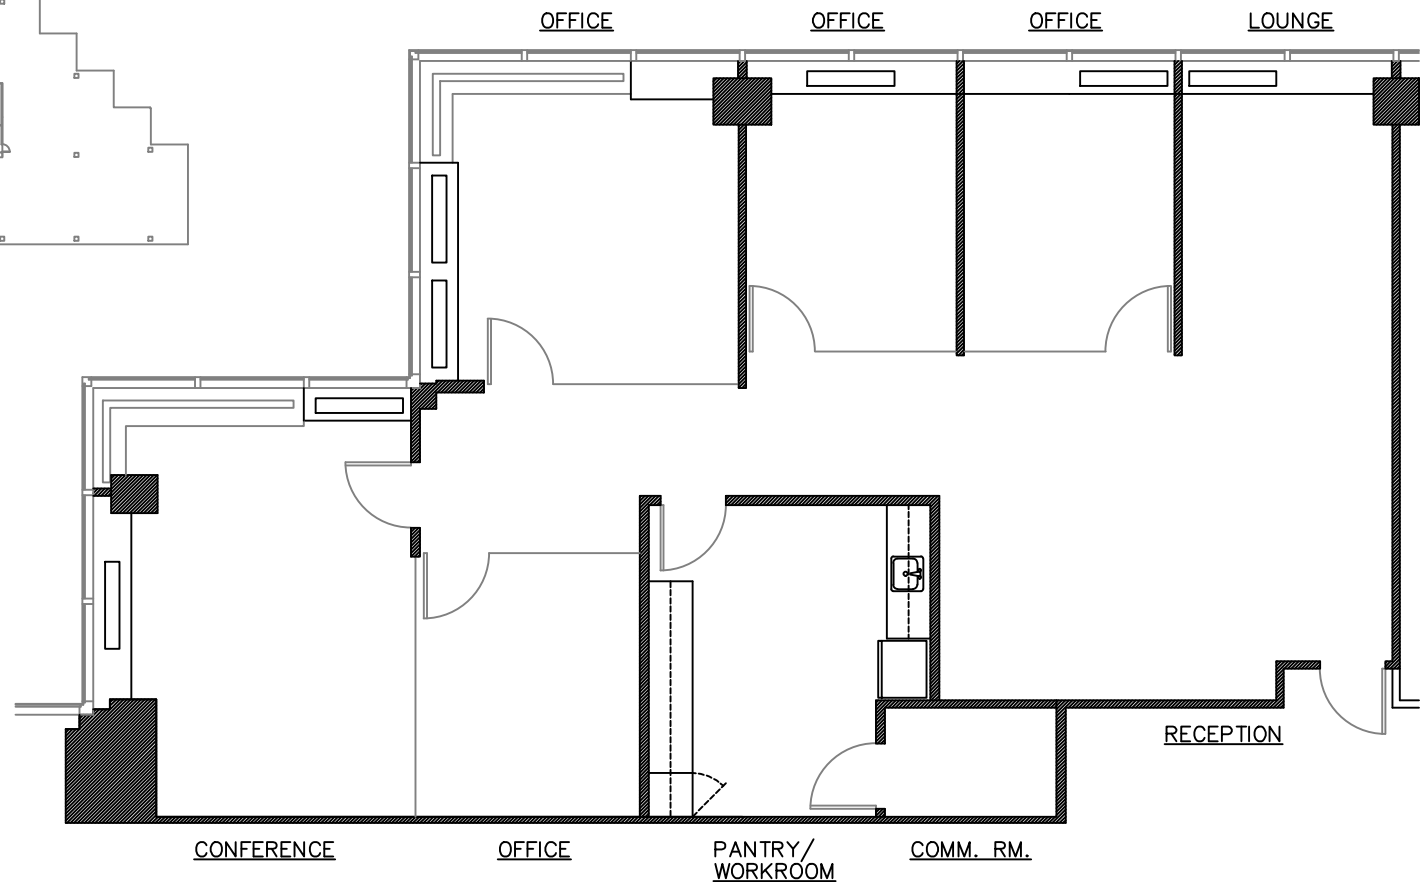 OFFICE
OFFICE
OFFICE
LOUNGE
RECEPTION
CONFERENCE
OFFICE
PANTRY/
WORKROOM
COMM. RM.